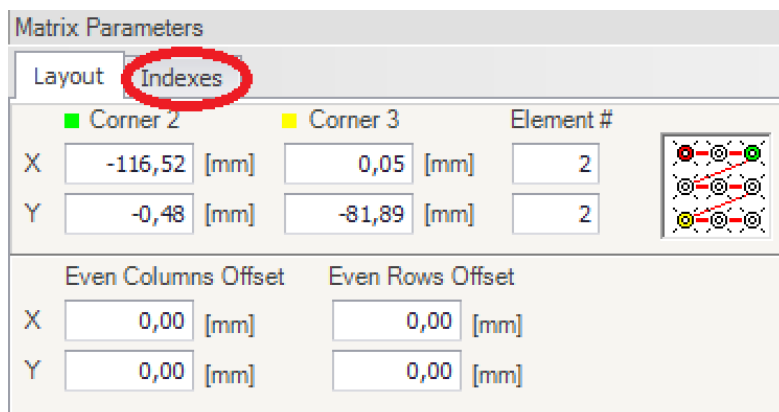 Matrix Parameters
Layout Indexes
Corner 2 Corner 3 Element #
X -116,52 [mm] 0,05 [mm] 2
Y -0,48 [mm] -81,89 [mm] 2
Even Columns Offset Even Rows Offset
X 0,00 [mm] 0,00 [mm]
Y 0,00 [mm] 0,00 [mm]